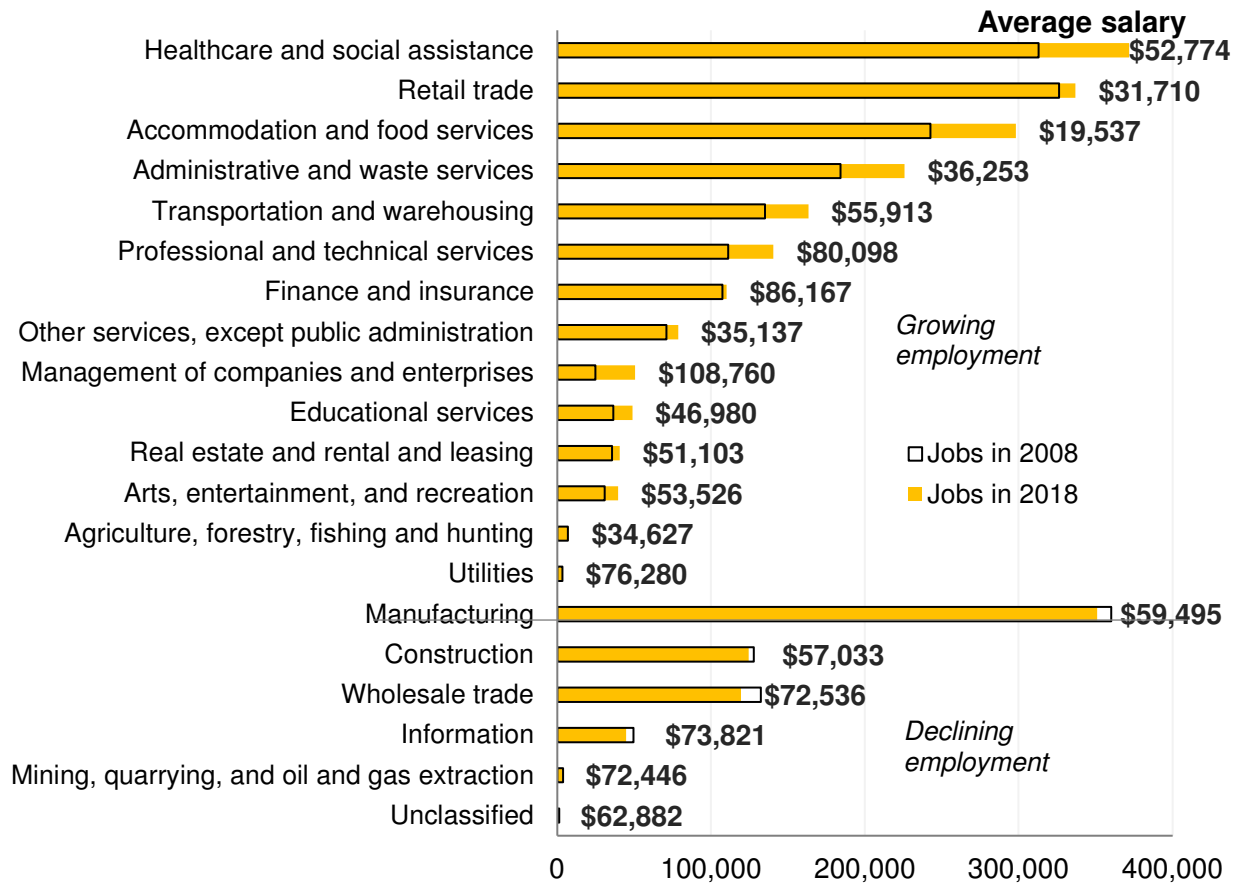 Average salary
Healthcare and social assistance $52,774
Retail trade $31,710
Accommodation and food services $19,537
Administrative and waste services $36,253
Transportation and warehousing $55,913
Professional and technical services $80,098
Finance and insurance $86,167
Other services, except public administration $35,137
Growing
employment
Management of companies and enterprises $108,760
Educational services $46,980
Real estate and rental and leasing $51,103
Jobs in 2008
Arts, entertainment, and recreation $53,526
Jobs in 2018
Agriculture, forestry, fishing and hunting $34,627
Utilities $76,280
Manufacturing $59,495
Construction $57,033
Wholesale trade $72,536
Information $73,821
Declining
employment
Mining, quarrying, and oil and gas extraction $72,446
Unclassified $62,882
0 100,000 200,000 300,000 400,000